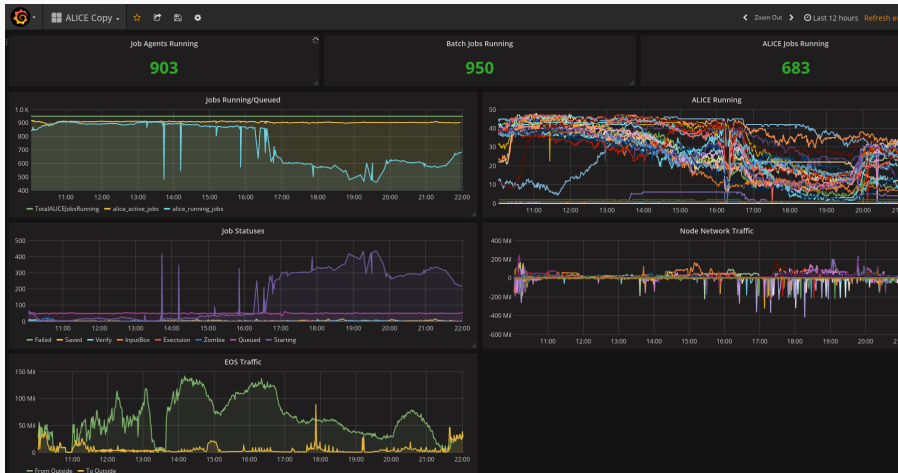 ALICE Copy
Zoom Out
Last 12 hours
Refresh eve
Job Agents Running
Batch Jobs Running
ALICE Jobs Running
903
950
683
Jobs Running/Queued
1.0 K
900
800
700
600
500
400
11:00 12:00 13:00 14:00 15:00 16:00 17:00 18:00 19:00 20:00 21:00 22:00
TotalALICEJobsRunning alice_active_jobs alice_running_jobs
ALICE Running
50
40
30
20
10
0
11:00 12:00 13:00 14:00 15:00 16:00 17:00 18:00 19:00 20:00 21
Job Statuses
500
400
300
200
100
0
11:00 12:00 13:00 14:00 15:00 16:00 17:00 18:00 19:00 20:00 21:00 22:00
Failed Saved Verify InputBox Execuion Zombie Queued Starting
Node Network Traffic
400 Mil
200 Mil
0
-200 Mil
-400 Mil
-600 Mil
11:00 12:00 13:00 14:00 15:00 16:00 17:00 18:00 19:00 20:00 21
EOS Traffic
150 Mil
100 Mil
50 Mil
0
11:00 12:00 13:00 14:00 15:00 16:00 17:00 18:00 19:00 20:00 21:00 22:00
From Outside To Outside